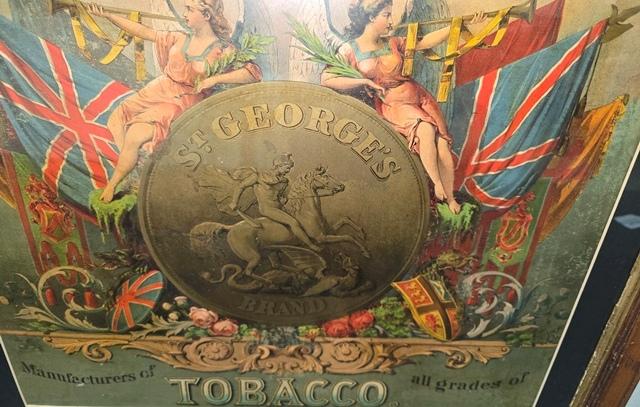 ST. GEORGE'S
BRAND
Manufacturers of
TOBACCO.
all grades of